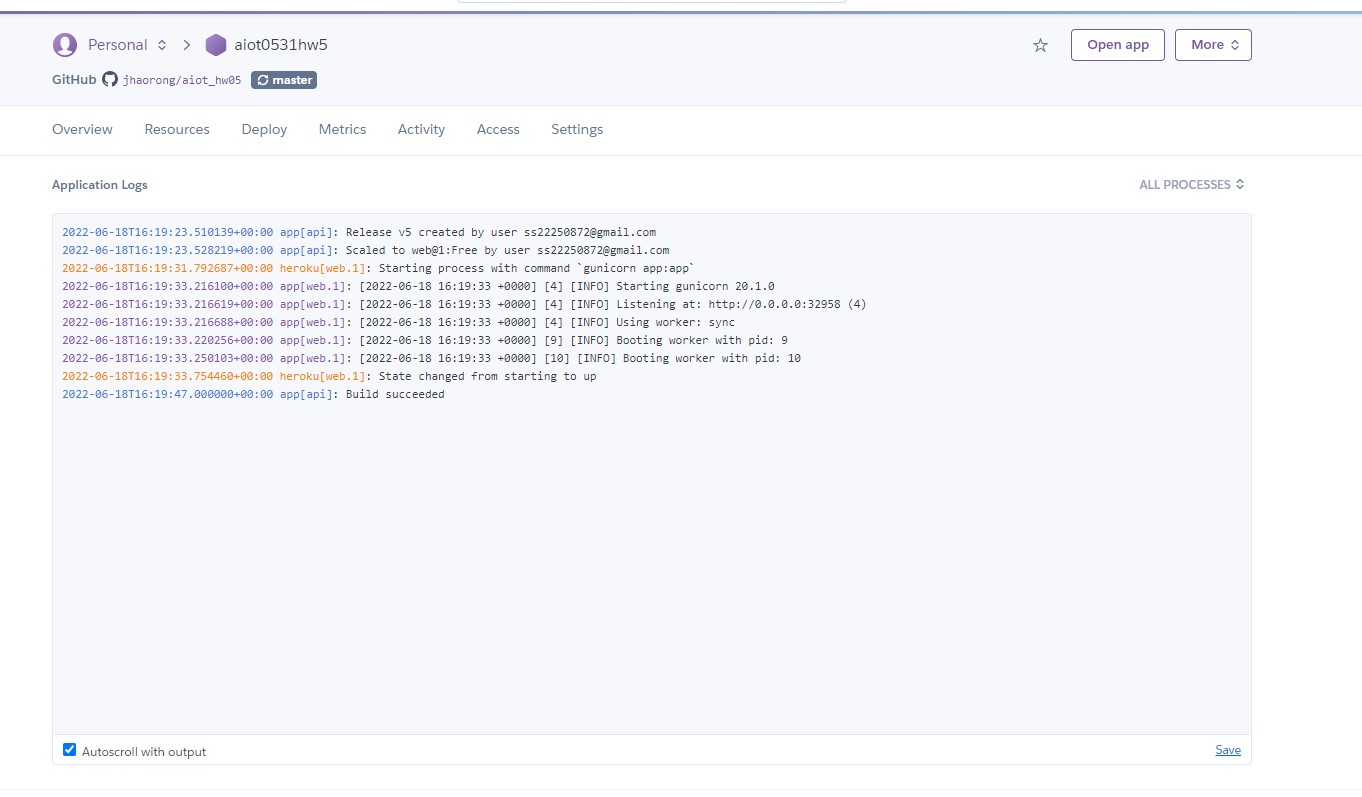 Personal aiot0531hw5 Open app More
GitHub jhaorong/aiot_hw05 master
Overview Resources Deploy Metrics Activity Access Settings
Application Logs ALL PROCESSES
2022-06-18T16:19:23.510139+00:00 app[api]: Release v5 created by user ss22250872@gmail.com
2022-06-18T16:19:23.528219+00:00 app[api]: Scaled to web@1:Free by user ss22250872@gmail.com
2022-06-18T16:19:31.792687+00:00 heroku[web.1]: Starting process with command `gunicorn app:app`
2022-06-18T16:19:33.216100+00:00 app[web.1]: [2022-06-18 16:19:33 +0000] [4] [INFO] Starting gunicorn 20.1.0
2022-06-18T16:19:33.216619+00:00 app[web.1]: [2022-06-18 16:19:33 +0000] [4] [INFO] Listening at: http://0.0.0.0:32958 (4)
2022-06-18T16:19:33.216688+00:00 app[web.1]: [2022-06-18 16:19:33 +0000] [4] [INFO] Using worker: sync
2022-06-18T16:19:33.220256+00:00 app[web.1]: [2022-06-18 16:19:33 +0000] [9] [INFO] Booting worker with pid: 9
2022-06-18T16:19:33.250103+00:00 app[web.1]: [2022-06-18 16:19:33 +0000] [10] [INFO] Booting worker with pid: 10
2022-06-18T16:19:33.754460+00:00 heroku[web.1]: State changed from starting to up
2022-06-18T16:19:47.000000+00:00 app[api]: Build succeeded
Autoscroll with output Save